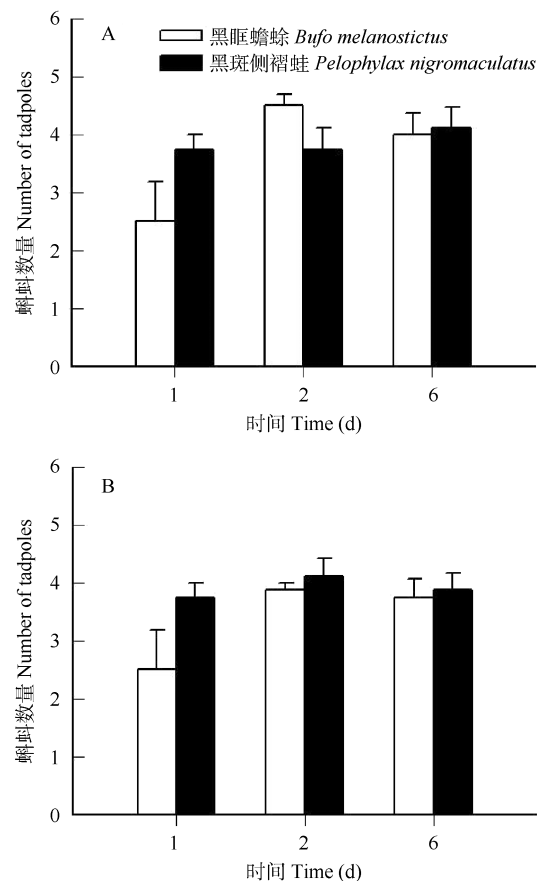 A
黑眶蟾蜍 Bufo melanostictus
黑斑侧褶蛙 Pelophylax nigromaculatus
蝌蚪数量 Number of tadpoles
6
5
4
3
2
1
0
1 2 6
时间 Time (d)
B
蝌蚪数量 Number of tadpoles
6
5
4
3
2
1
0
1 2 6
时间 Time (d)